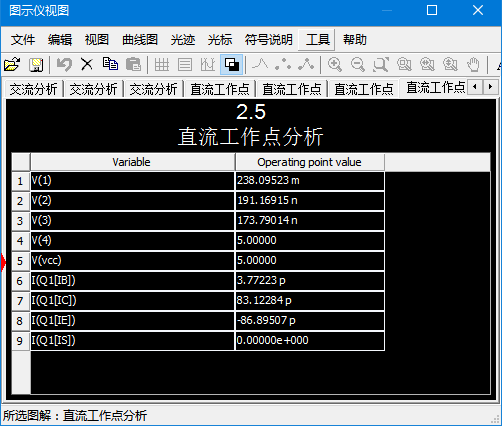 图示仪视图
文件 编辑 视图 曲线图 光迹 光标 符号说明 工具 帮助
交流分析 交流分析 交流分析 直流工作点 直流工作点 直流工作点 直流工作点
2.5
直流工作点分析
Variable Operating point value
1 V(1) 238.09523 m
2 V(2) 191.16915 n
3 V(3) 173.79014 n
4 V(4) 5.00000
5 V(vcc) 5.00000
6 I(Q1[IB]) 3.77223 p
7 I(Q1[IC]) 83.12284 p
8 I(Q1[IE]) -86.89507 p
9 I(Q1[IS]) 0.00000e+000
所选图解：直流工作点分析